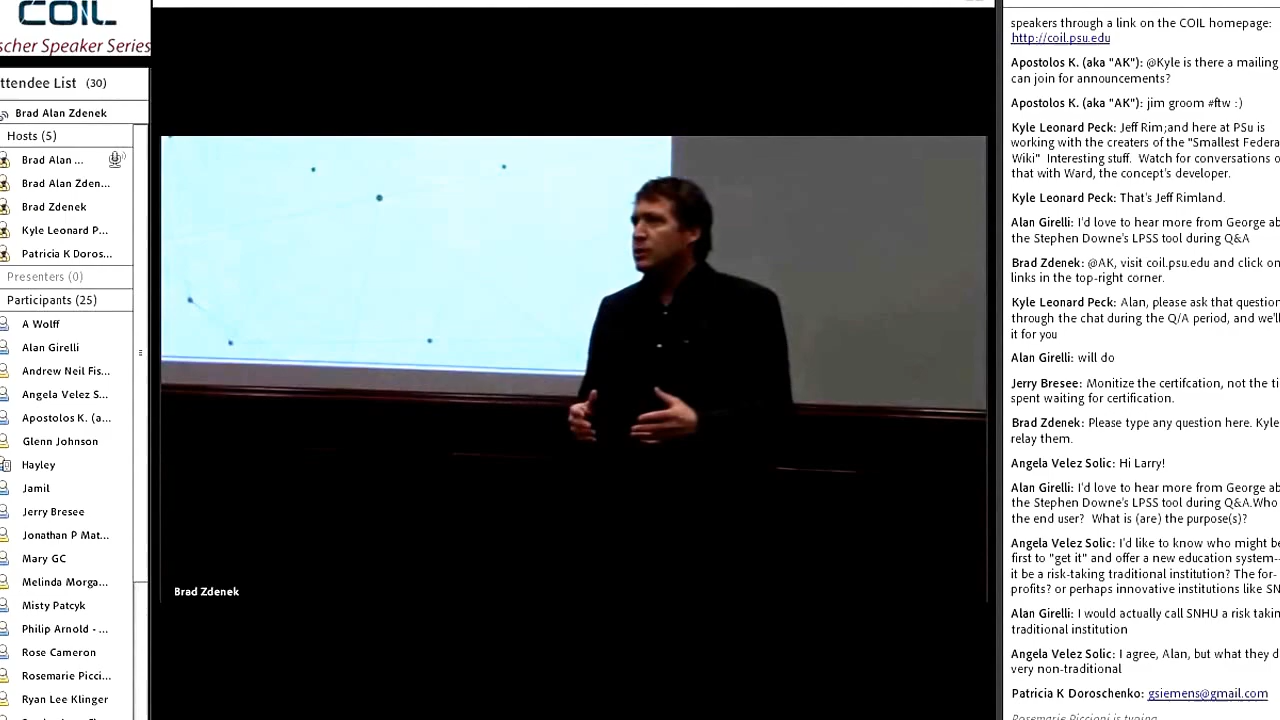 COIL
scher Speaker Series
ttendee List (30)
Brad Alan Zdenek
Hosts (5)
Brad Alan ...
Brad Alan Zden...
Brad Zdenek
Kyle Leonard P...
Patricia K Doros...
Presenters (0)
Participants (25)
A Wolff
Alan Girelli
Andrew Neil Fis...
Angela Velez S...
Apostolos K. (a...
Glenn Johnson
Hayley
Jamil
Jerry Bresee
Jonathan P Mat...
Mary GC
Melinda Morga...
Misty Patcyk
Philip Arnold - ...
Rose Cameron
Rosemarie Picci...
Ryan Lee Klinger
Brad Zdenek
speakers through a link on the COIL homepage:
http://coil.psu.edu
Apostolos K. (aka "AK"): @Kyle is there a mailing
can join for announcements?
Apostolos K. (aka "AK"): jim groom #ftw :)
Kyle Leonard Peck: Jeff Rim;and here at PSu is
working with the creators of the "Smallest Federa
Wiki" Interesting stuff. Watch for conversations o
that with Ward, the concept's developer.
Kyle Leonard Peck: That's Jeff Rimland.
Alan Girelli: I'd love to hear more from George ab
the Stephen Downe's LPSS tool during Q&A
Brad Zdenek: @AK, visit coil.psu.edu and click on
links in the top-right corner.
Kyle Leonard Peck: Alan, please ask that question
through the chat during the Q/A period, and we'll
it for you
Alan Girelli: will do
Jerry Bresee: Monitize the certifcation, not the ti
spent waiting for certification.
Brad Zdenek: Please type any question here. Kyle
relay them.
Angela Velez Solic: Hi Larry!
Alan Girelli: I'd love to hear more from George ab
the Stephen Downe's LPSS tool during Q&A.Who
the end user? What is (are) the purpose(s)?
Angela Velez Solic: I'd like to know who might be
first to "get it" and offer a new education system--
it be a risk-taking traditional institution? The for-
profits? or perhaps innovative institutions like SN
Alan Girelli: I would actually call SNHU a risk takin
traditional institution
Angela Velez Solic: I agree, Alan, but what they d
very non-traditional
Patricia K Doroschenko: gsiemens@gmail.com
Rosemarie Piccioni is typing